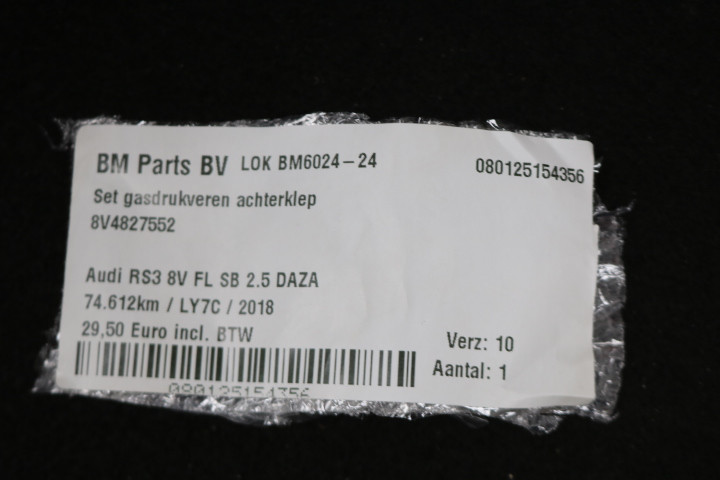 BM Parts BV LOK BM6024-24 080125154356
Set gasdrukveren achterklep
8V4827552
Audi RS3 8V FL SB 2.5 DAZA
74.612km / LY7C / 2018
29,50 Euro incl. BTW
Verz: 10
Aantal: 1
080125154356